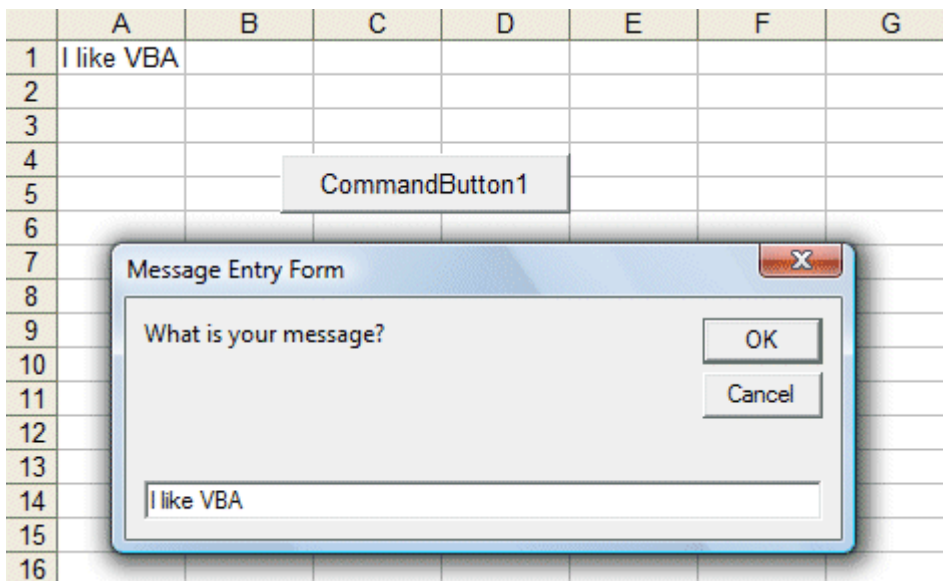 A B C D E F G
1 I like VBA
2
3
4
CommandButton1
5
6
7
Message Entry Form
8
9
What is your message? OK
10
11
Cancel
12
13
14
I like VBA
15
16